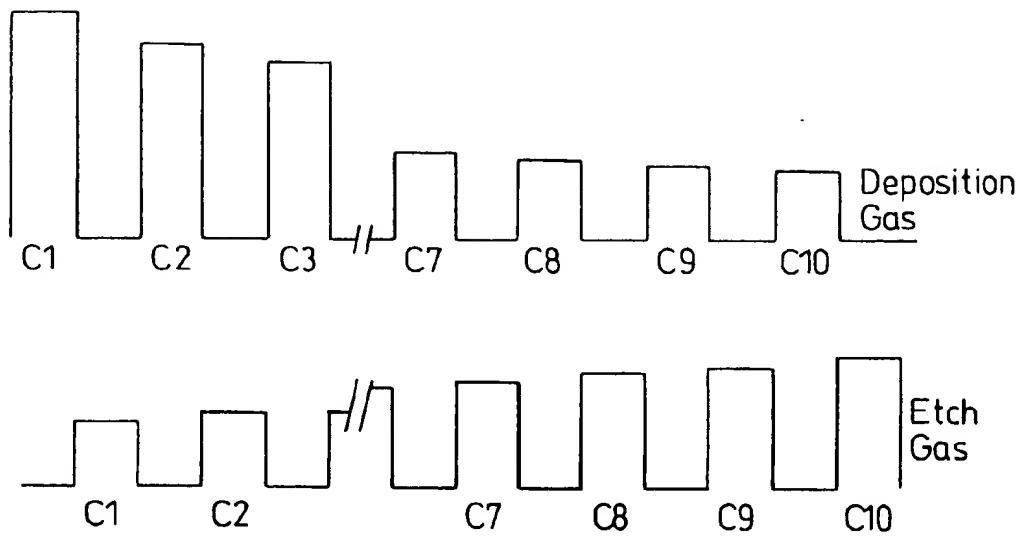 Deposition
Gas
C1 C2 C3 C7 C8 C9 C10
Etch
Gas
C1 C2 C7 C8 C9 C10